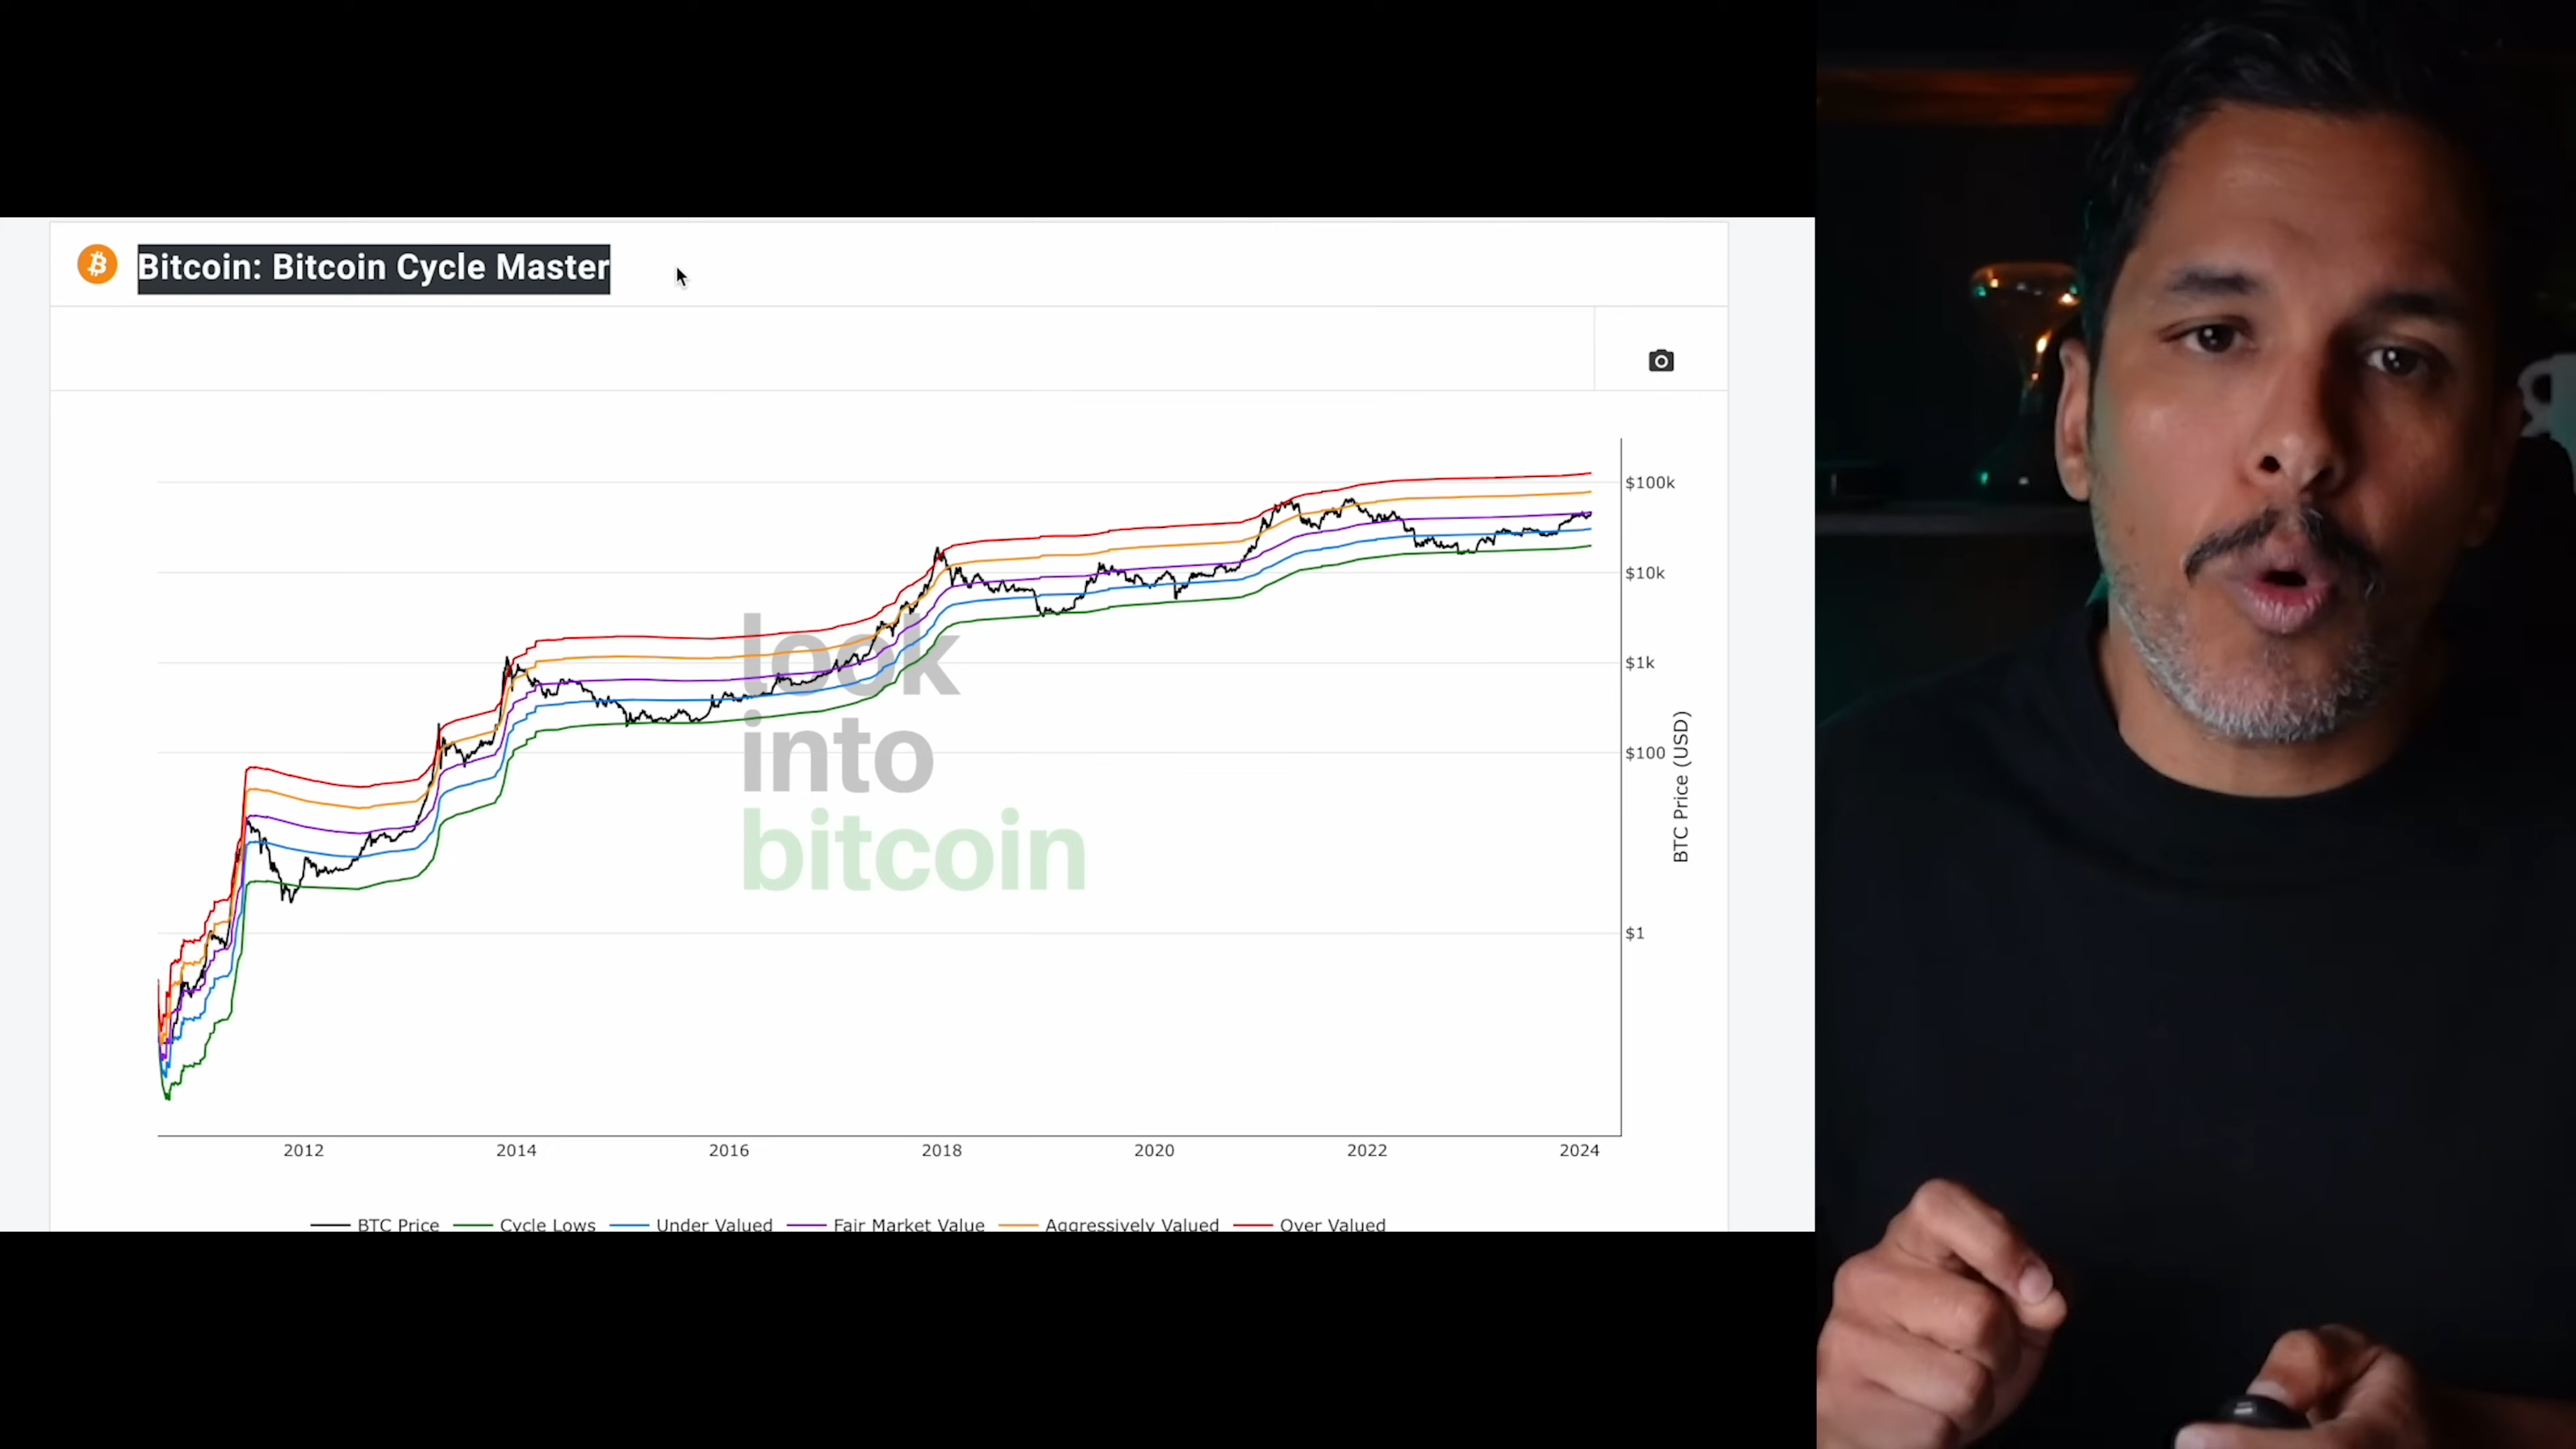 Bitcoin: Bitcoin Cycle Master
$100k
$10k
$1k
$100
$1
BTC Price (USD)
look
into
bitcoin
2012 2014 2016 2018 2020 2022 2024
BTC Price Cycle Lows Under Valued Fair Market Value Aggressively Valued Over Valued